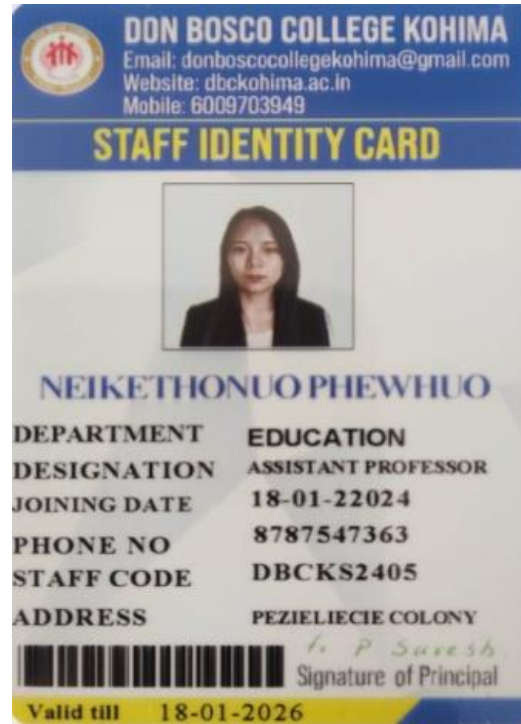 DON BOSCO COLLEGE KOHIMA
Email: donboscocollegekohima@gmail.com
Website: dbckohima.ac.in
Mobile: 6009703949
STAFF IDENTITY CARD
NEIKETHONUO PHEWHUO
DEPARTMENT EDUCATION
DESIGNATION ASSISTANT PROFESSOR
JOINING DATE 18-01-22024
PHONE NO 8787547363
STAFF CODE DBCKS2405
ADDRESS PEZIELIECIE COLONY
P Suresh
Signature of Principal
Valid till 18-01-2026